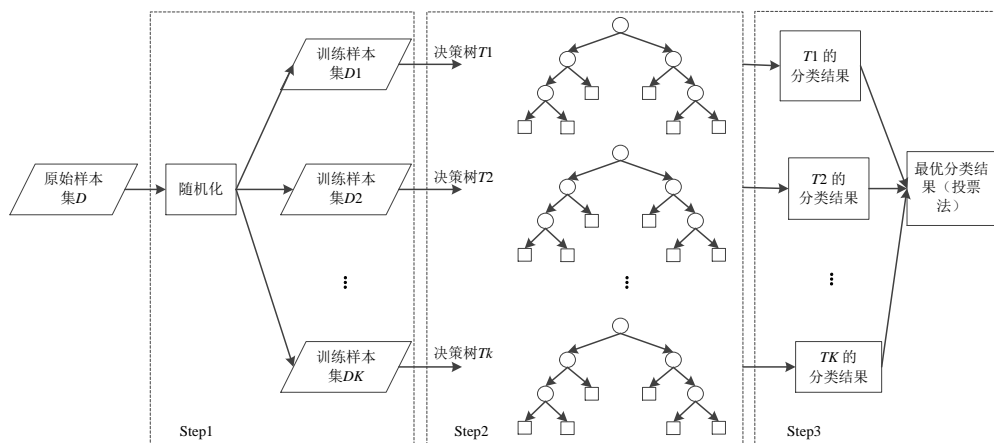 原始样本
集D
随机化
训练样本
集D1
训练样本
集D2
训练样本
集DK
Step1
决策树T1
决策树T2
决策树Tk
Step2
T1 的
分类结果
T2 的
分类结果
TK 的
分类结果
最优分类结
果（投票
法）
Step3